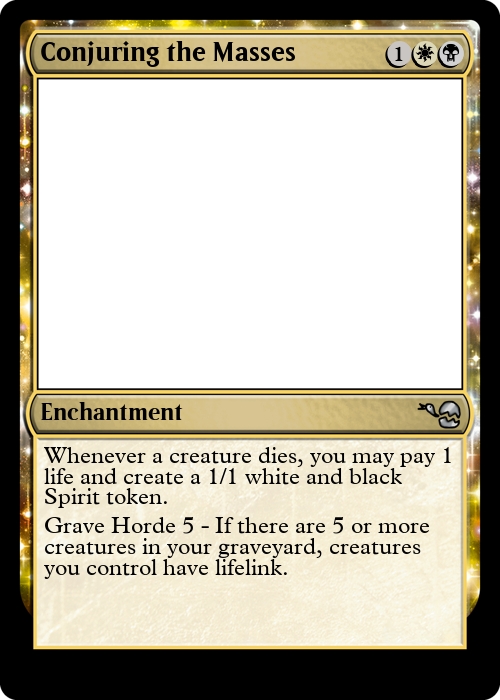 Conjuring the Masses 1
Enchantment
Whenever a creature dies, you may pay 1
life and create a 1/1 white and black
Spirit token.
Grave Horde 5 - If there are 5 or more
creatures in your graveyard, creatures
you control have lifelink.